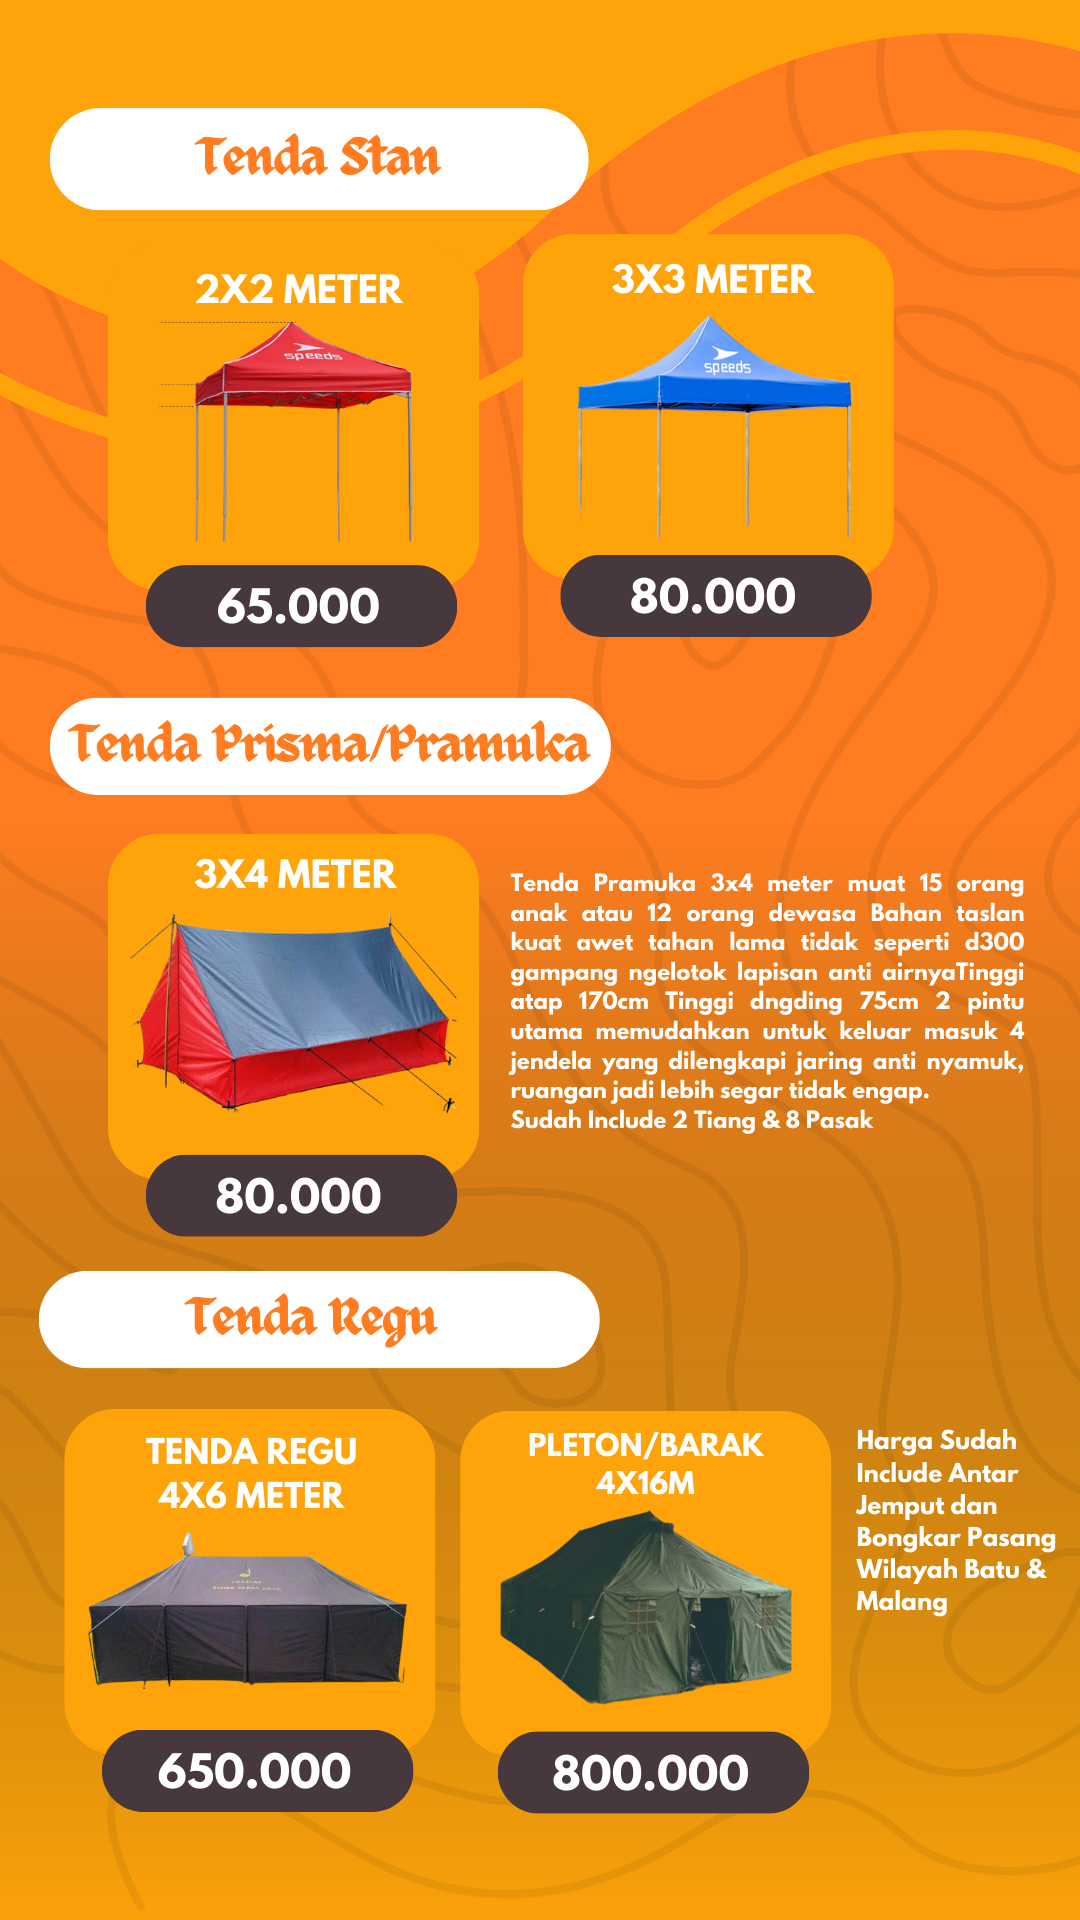 Tenda Stan
2X2 METER
3X3 METER
speeds
speeds
65.000
80.000
Tenda Prisma/Pramuka
3X4 METER
Tenda Pramuka 3x4 meter muat 15 orang
anak atau 12 orang dewasa Bahan taslan
kuat awet tahan lama tidak seperti d300
gampang ngelotok lapisan anti airnyaTinggi
atap 170cm Tinggi dngding 75cm 2 pintu
utama memudahkan untuk keluar masuk 4
jendela yang dilengkapi jaring anti nyamuk,
ruangan jadi lebih segar tidak engap.
Sudah Include 2 Tiang & 8 Pasak
80.000
Tenda Regu
TENDA REGU
4X6 METER
PLETON/BARAK
4X16M
Harga Sudah
Include Antar
Jemput dan
Bongkar Pasang
Wilayah Batu &
Malang
650.000
800.000